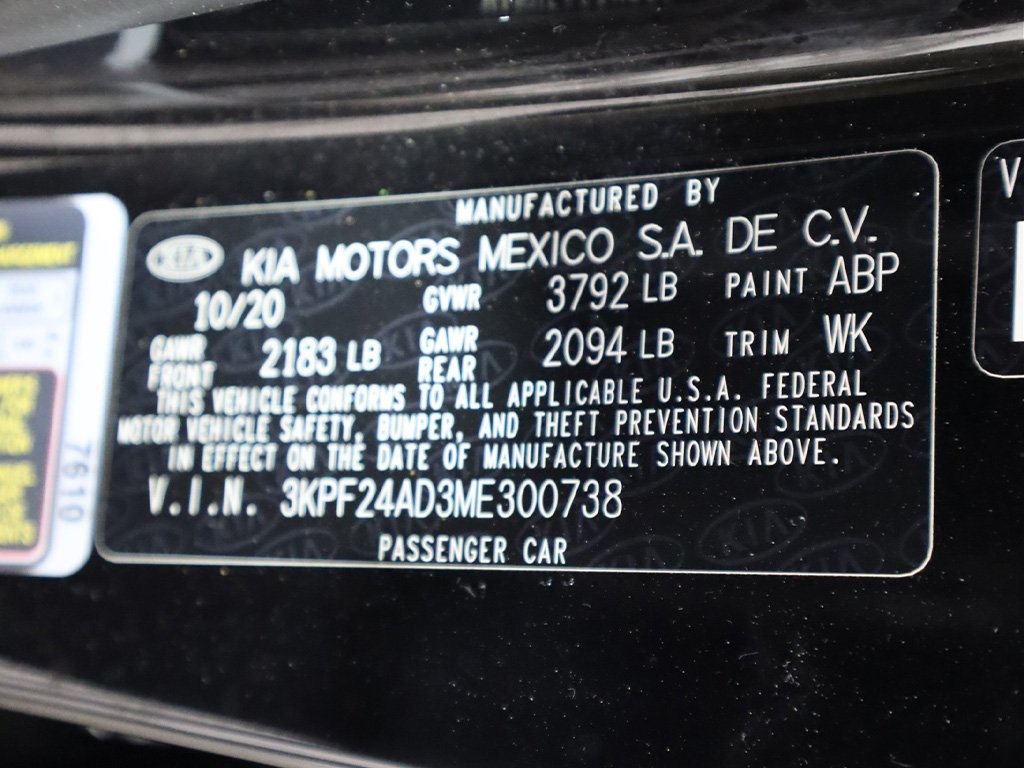 MANUFACTURED BY
KIA KIA MOTORS MEXICO S.A. DE C.V.
10/20 GVWR 3792 LB PAINT ABP
GAWR FRONT 2183 LB GAWR REAR 2094 LB TRIM WK
THIS VEHICLE CONFORMS TO ALL APPLICABLE U.S.A. FEDERAL
MOTOR VEHICLE SAFETY, BUMPER, AND THEFT PREVENTION STANDARDS
IN EFFECT ON THE DATE OF MANUFACTURE SHOWN ABOVE.
V.I.N. 3KPF24AD3ME300738
PASSENGER CAR
7610
V